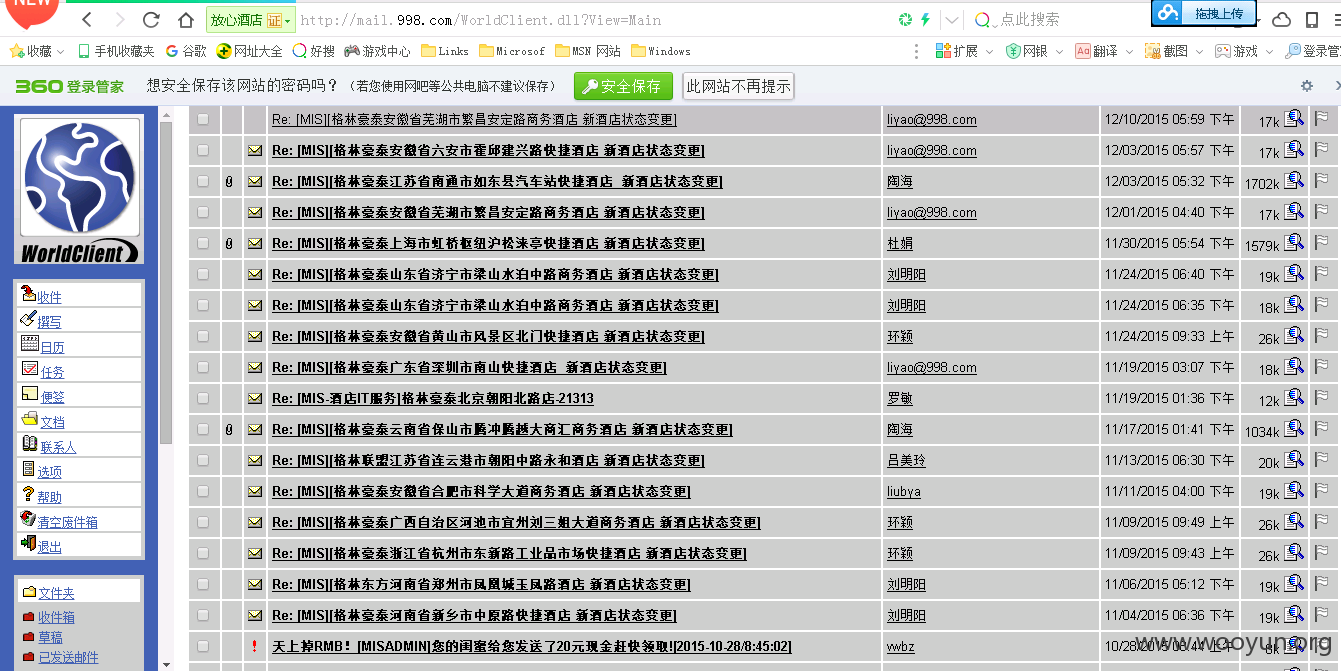 NEW
放心酒店 证 http://mail.998.com/WorldClient.dll?View=Main 点此搜索 拖拽上传
收藏 手机收藏夹 谷歌 网址大全 好搜 游戏中心 Links Microsof MSN 网站 Windows 扩展 网银 翻译 截图 游戏 登录管
360 登录管家 想安全保存该网站的密码吗？（若您使用网吧等公共电脑不建议保存） 安全保存 此网站不再提示
WorldClient
收件
撰写
日历
任务
便签
文档
联系人
选项
帮助
清空废件箱
退出
文件夹
收件箱
草稿
已发送邮件
Re: [MIS][格林豪泰安徽省芜湖市繁昌安定路商务酒店 新酒店状态变更] liyao@998.com 12/10/2015 05:59 下午 17k
Re: [MIS][格林豪泰安徽省六安市霍邱建兴路快捷酒店 新酒店状态变更] liyao@998.com 12/03/2015 05:57 下午 17k
Re: [MIS][格林豪泰江苏省南通市如东县汽车站快捷酒店 新酒店状态变更] 陶海 12/03/2015 05:32 下午 1702k
Re: [MIS][格林豪泰安徽省芜湖市繁昌安定路商务酒店 新酒店状态变更] liyao@998.com 12/01/2015 04:40 下午 17k
Re: [MIS][格林豪泰上海市虹桥枢纽沪松涞亭快捷酒店 新酒店状态变更] 杜娟 11/30/2015 05:54 下午 1579k
Re: [MIS][格林豪泰山东省济宁市梁山水泊中路商务酒店 新酒店状态变更] 刘明阳 11/24/2015 06:40 下午 19k
Re: [MIS][格林豪泰山东省济宁市梁山水泊中路商务酒店 新酒店状态变更] 刘明阳 11/24/2015 06:35 下午 18k
Re: [MIS][格林豪泰安徽省黄山市风景区北门快捷酒店 新酒店状态变更] 环颖 11/24/2015 09:33 上午 26k
Re: [MIS][格林豪泰广东省深圳市南山快捷酒店 新酒店状态变更] liyao@998.com 11/19/2015 03:07 下午 18k
Re: [MIS-酒店IT服务]格林豪泰北京朝阳北路店-21313 罗敏 11/19/2015 01:36 下午 12k
Re: [MIS][格林豪泰云南省保山市腾冲腾越大商汇商务酒店 新酒店状态变更] 陶海 11/17/2015 01:41 下午 1034k
Re: [MIS][格林联盟江苏省连云港市朝阳中路永和酒店 新酒店状态变更] 吕美玲 11/13/2015 06:30 下午 20k
Re: [MIS][格林豪泰安徽省合肥市科学大道商务酒店 新酒店状态变更] liubya 11/11/2015 04:00 下午 19k
Re: [MIS][格林豪泰广西自治区河池市宜州刘三姐大道商务酒店 新酒店状态变更] 环颖 11/09/2015 09:49 上午 26k
Re: [MIS][格林豪泰浙江省杭州市东新路工业品市场快捷酒店 新酒店状态变更] 环颖 11/09/2015 09:43 上午 26k
Re: [MIS][格林东方河南省郑州市凤凰城玉凤路酒店 新酒店状态变更] 刘明阳 11/06/2015 05:12 下午 19k
Re: [MIS][格林豪泰河南省新乡市中原路快捷酒店 新酒店状态变更] 刘明阳 11/04/2015 06:36 下午 19k
天上掉RMB！[MISADMIN]您的闺蜜给您发送了20元现金赶快领取![2015-10-28/8:45:02] vwbz 10/28/2015 08:44 上午 8k
www.wooyun.org